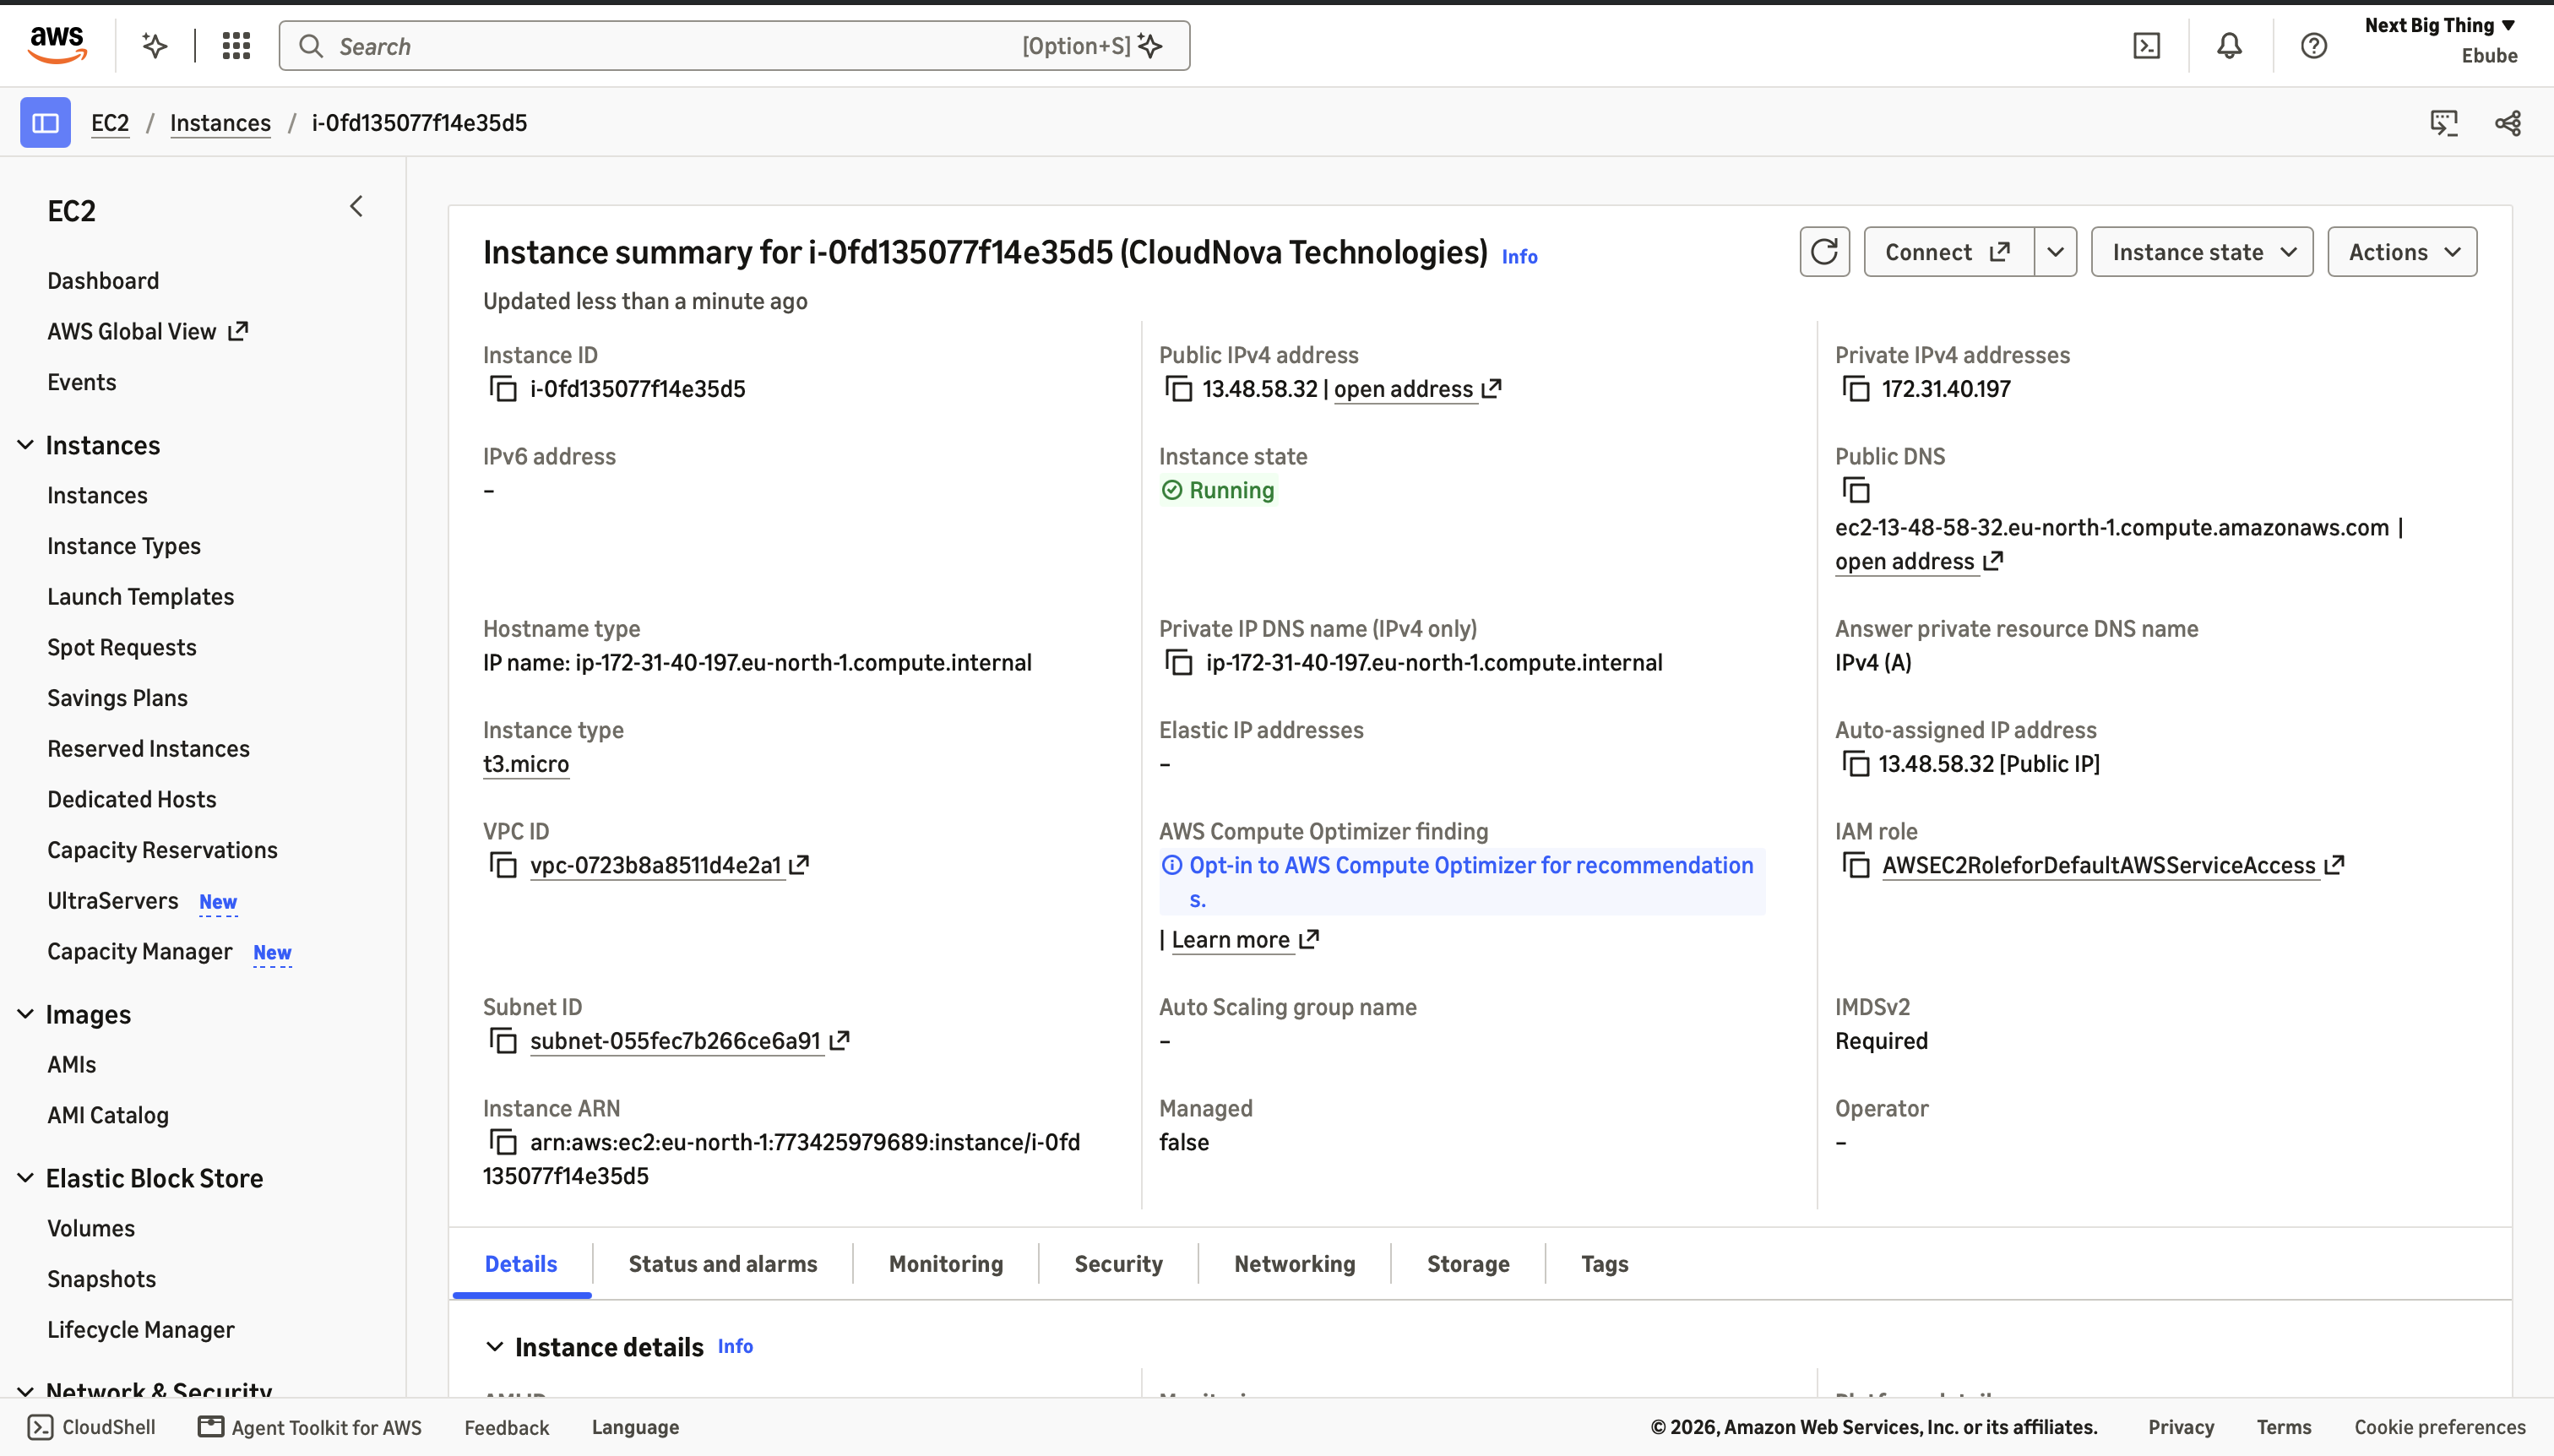 aws
Search
[Option+S]
Next Big Thing
Ebube
EC2 / Instances / i-0fd135077f14e35d5
EC2
Dashboard
AWS Global View
Events
Instances
Instances
Instance Types
Launch Templates
Spot Requests
Savings Plans
Reserved Instances
Dedicated Hosts
Capacity Reservations
UltraServers New
Capacity Manager New
Images
AMIs
AMI Catalog
Elastic Block Store
Volumes
Snapshots
Lifecycle Manager
Network & Security
Instance summary for i-0fd135077f14e35d5 (CloudNova Technologies) Info
Updated less than a minute ago
Connect
Instance state
Actions
Instance ID
i-0fd135077f14e35d5
Public IPv4 address
13.48.58.32 | open address
Private IPv4 addresses
172.31.40.197
IPv6 address
–
Instance state
Running
Public DNS
ec2-13-48-58-32.eu-north-1.compute.amazonaws.com |
open address
Hostname type
IP name: ip-172-31-40-197.eu-north-1.compute.internal
Private IP DNS name (IPv4 only)
ip-172-31-40-197.eu-north-1.compute.internal
Answer private resource DNS name
IPv4 (A)
Instance type
t3.micro
Elastic IP addresses
–
Auto-assigned IP address
13.48.58.32 [Public IP]
VPC ID
vpc-0723b8a8511d4e2a1
AWS Compute Optimizer finding
Opt-in to AWS Compute Optimizer for recommendation
s.
| Learn more
IAM role
AWSEC2RoleforDefaultAWSServiceAccess
Subnet ID
subnet-055fec7b266ce6a91
Auto Scaling group name
–
IMDSv2
Required
Instance ARN
arn:aws:ec2:eu-north-1:773425979689:instance/i-0fd
135077f14e35d5
Managed
false
Operator
–
Details
Status and alarms
Monitoring
Security
Networking
Storage
Tags
Instance details Info
CloudShell
Agent Toolkit for AWS
Feedback
Language
© 2026, Amazon Web Services, Inc. or its affiliates.
Privacy
Terms
Cookie preferences